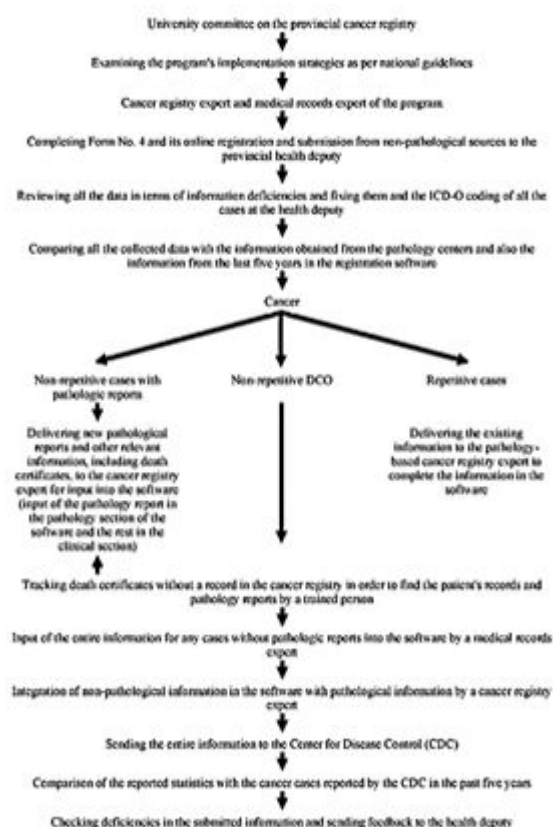 University committee on the provincial cancer registry
Examining the program's implementation strategies as per national guidelines
Cancer registry expert and medical records expert of the program
Completing Form No. 4 and its online registration and submission from non-pathological sources to the
provincial health deputy
Reviewing all the data in terms of information deficiencies and fixing them and the ICD-O coding of all the
cases at the health deputy
Comparing all the collected data with the information obtained from the pathology centers and also the
information from the last five years in the registration software
Cancer
Non-repetitive cases with
pathologic reports
Delivering new pathological
reports and other relevant
information, including death
certificates, to the cancer registry
expert for input into the software
(input of the pathology report in
the pathology section of the
software and the rest in the
clinical section)
Non-repetitive DCO
Repetitive cases
Delivering the existing
information to the pathology-
based cancer registry expert to
complete the information in the
software
Tracking death certificates without a record in the cancer registry in order to find the patient's records and
pathology reports by a trained person
Input of the entire information for any cases without pathologic reports into the software by a medical records
expert
Integration of non-pathological information in the software with pathological information by a cancer registry
expert
Sending the entire information to the Center for Disease Control (CDC)
Comparison of the reported statistics with the cancer cases reported by the CDC in the past five years
Checking deficiencies in the submitted information and sending feedback to the health deputy